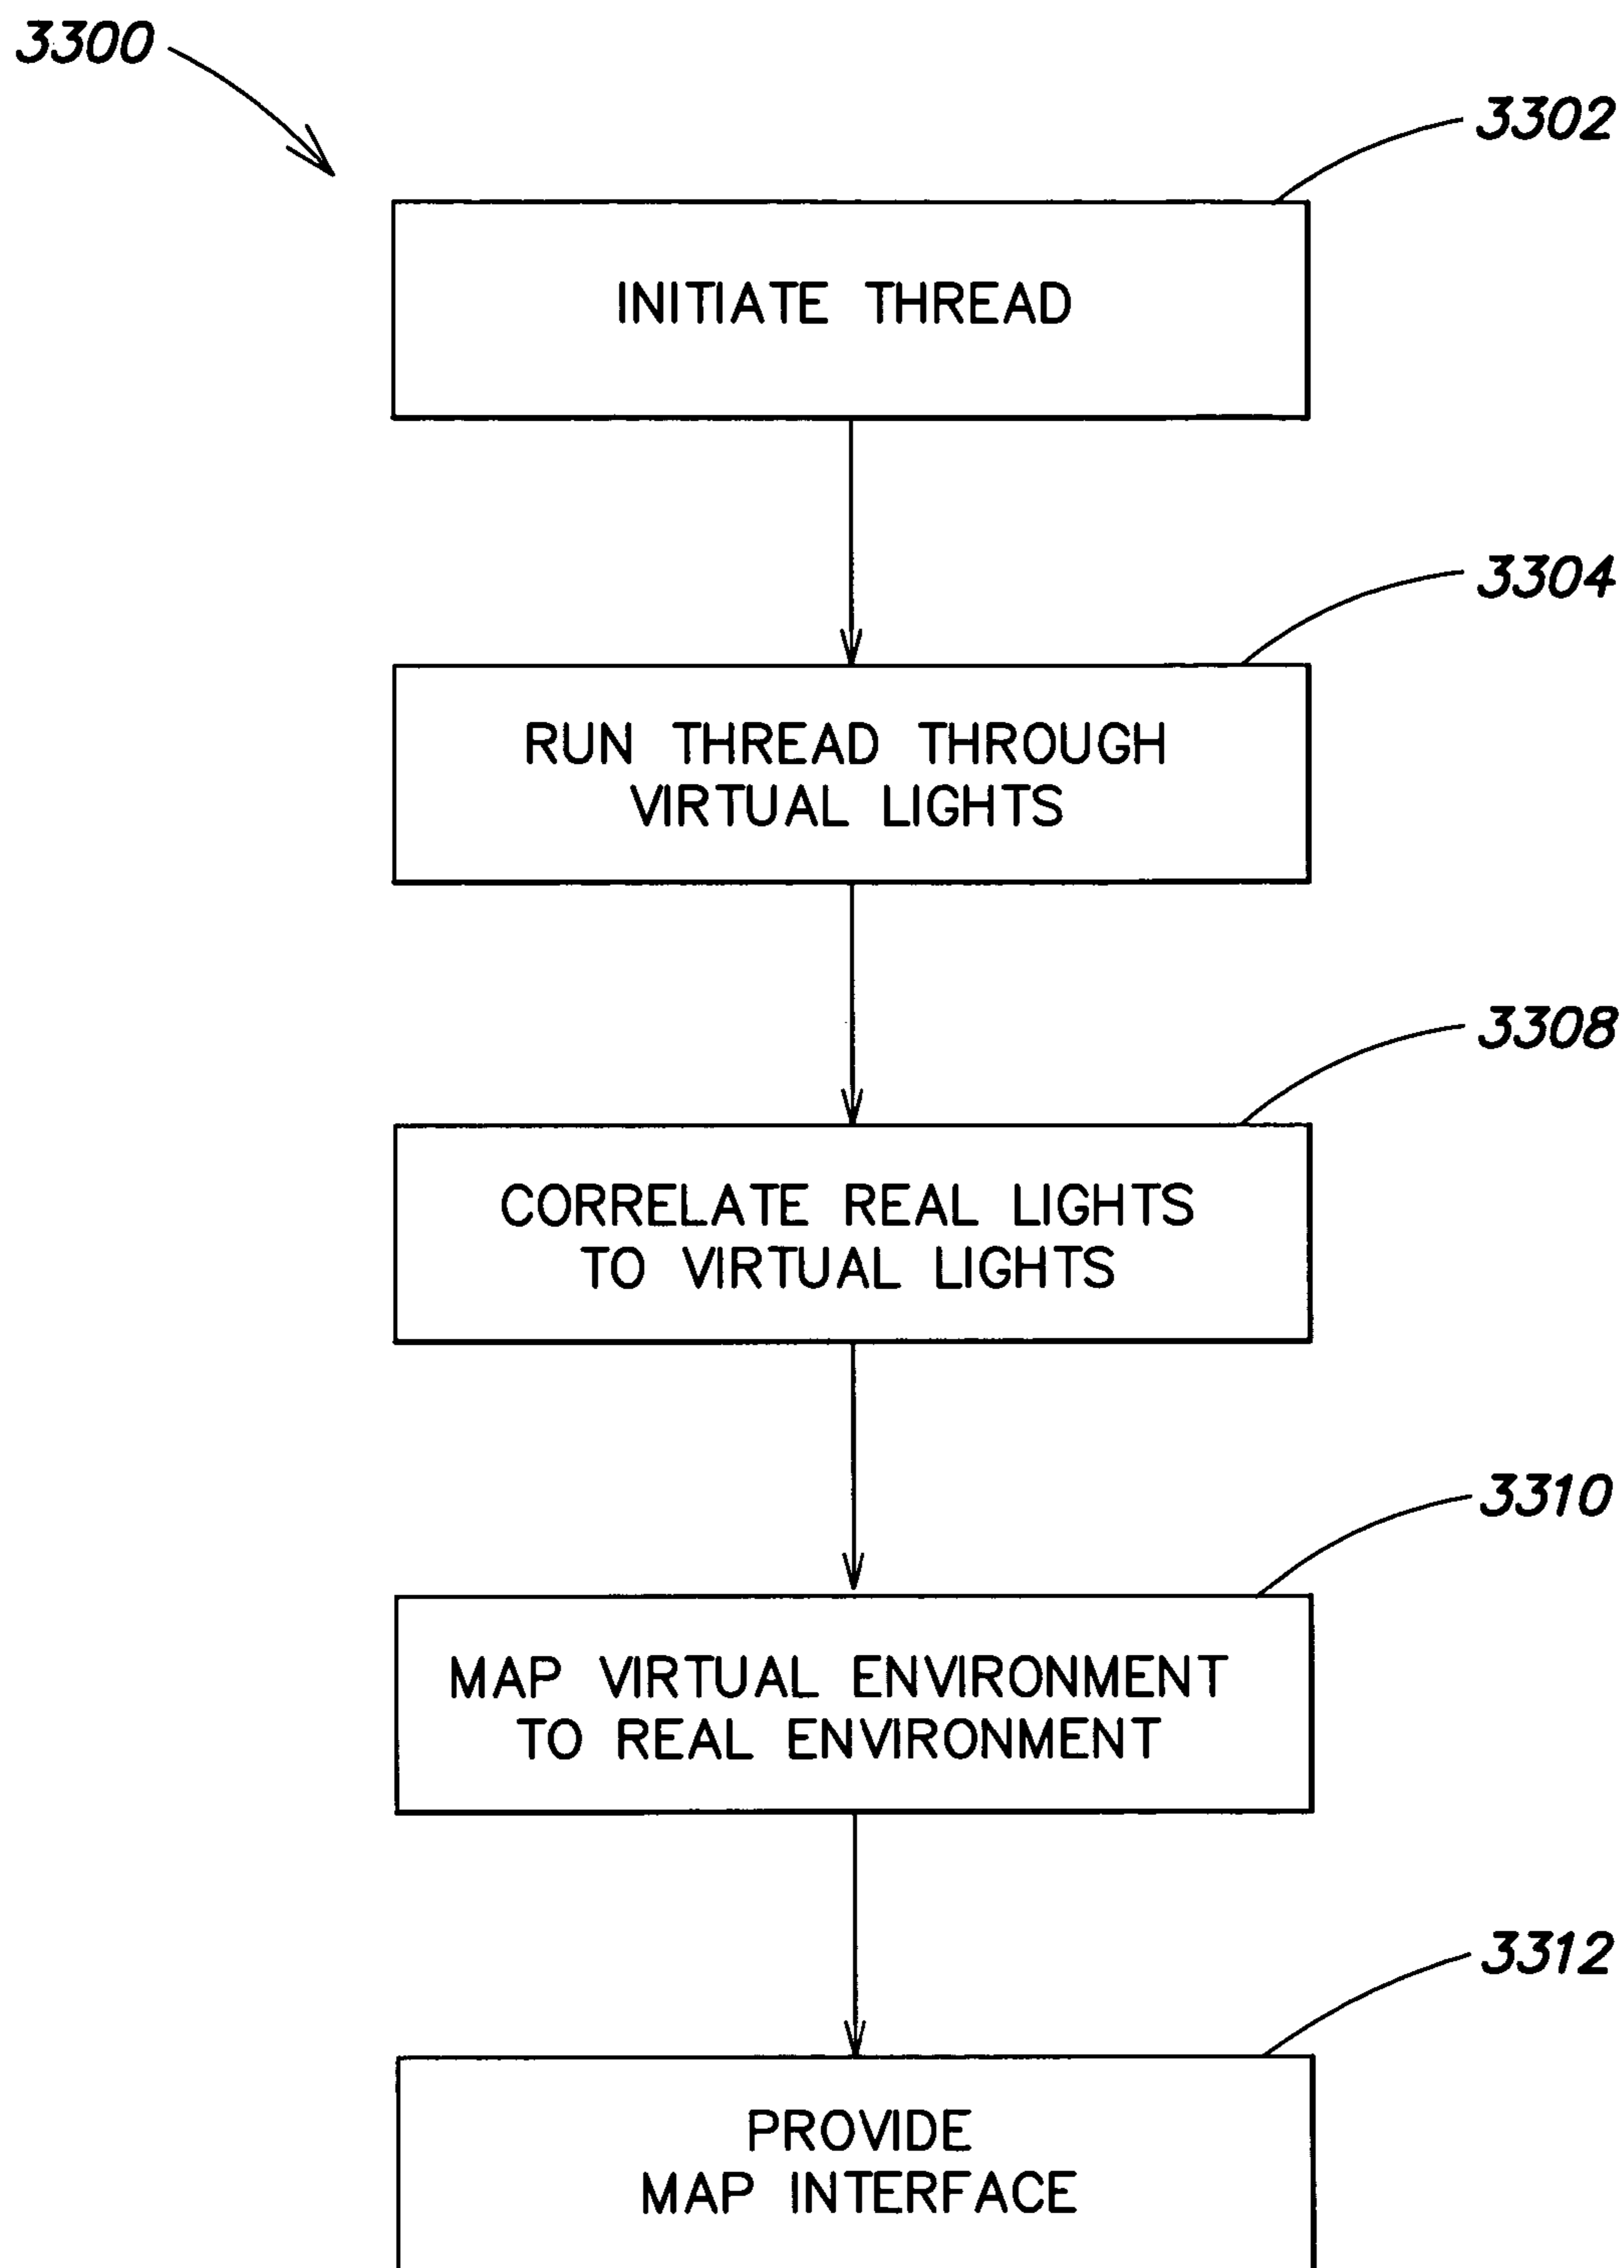 3300
3302
INITIATE THREAD
3304
RUN THREAD THROUGH
VIRTUAL LIGHTS
3308
CORRELATE REAL LIGHTS
TO VIRTUAL LIGHTS
3310
MAP VIRTUAL ENVIRONMENT
TO REAL ENVIRONMENT
3312
PROVIDE
MAP INTERFACE